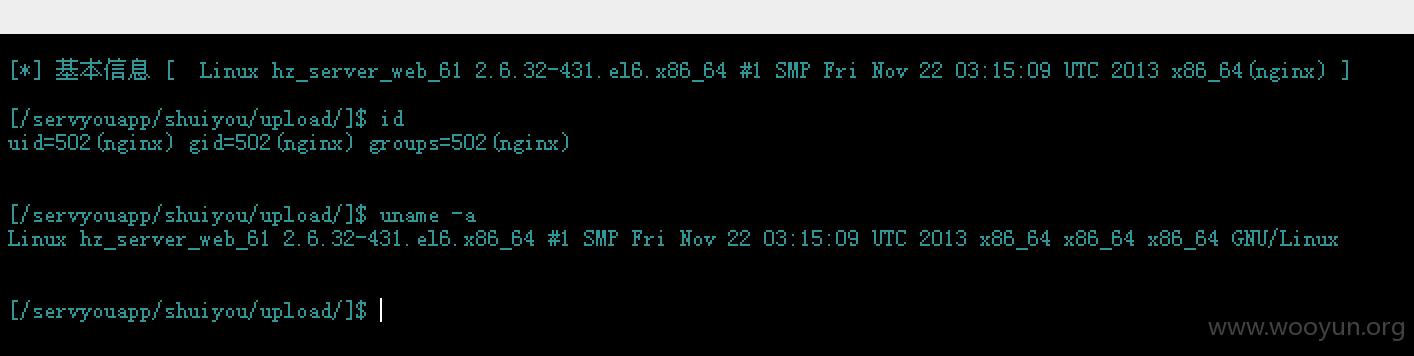 [*] 基本信息 [  Linux hz_server_web_61 2.6.32-431.el6.x86_64 #1 SMP Fri Nov 22 03:15:09 UTC 2013 x86_64(nginx) ]
[/servyouapp/shuiyou/upload/]$ id
uid=502(nginx) gid=502(nginx) groups=502(nginx)
[/servyouapp/shuiyou/upload/]$ uname -a
Linux hz_server_web_61 2.6.32-431.el6.x86_64 #1 SMP Fri Nov 22 03:15:09 UTC 2013 x86_64 x86_64 x86_64 GNU/Linux
[/servyouapp/shuiyou/upload/]$
www.wooyun.org